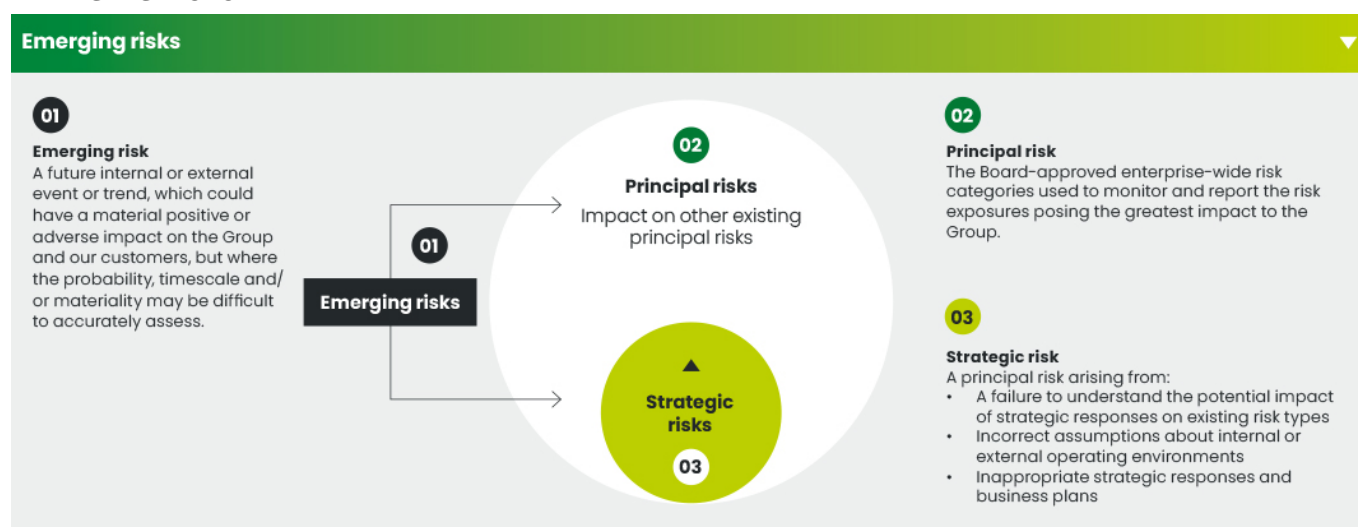 Emerging risks
01
Emerging risk
A future internal or external
event or trend, which could
have a material positive or
adverse impact on the Group
and our customers, but where
the probability, timescale and/
or materiality may be difficult
to accurately assess.
01
Emerging risks
02
Principal risks
Impact on other existing
principal risks
Strategic
risks
03
02
Principal risk
The Board-approved enterprise-wide risk
categories used to monitor and report the risk
exposures posing the greatest impact to the
Group.
03
Strategic risk
A principal risk arising from:
• A failure to understand the potential impact
of strategic responses on existing risk types
• Incorrect assumptions about internal or
external operating environments
• Inappropriate strategic responses and
business plans